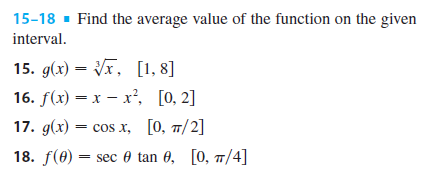 15–18 ▪ Find the average value of the function on the given
interval.
15. g(x) = ∛x, [1, 8]
16. f(x) = x − x², [0, 2]
17. g(x) = cos x, [0, π/2]
18. f(θ) = sec θ tan θ, [0, π/4]